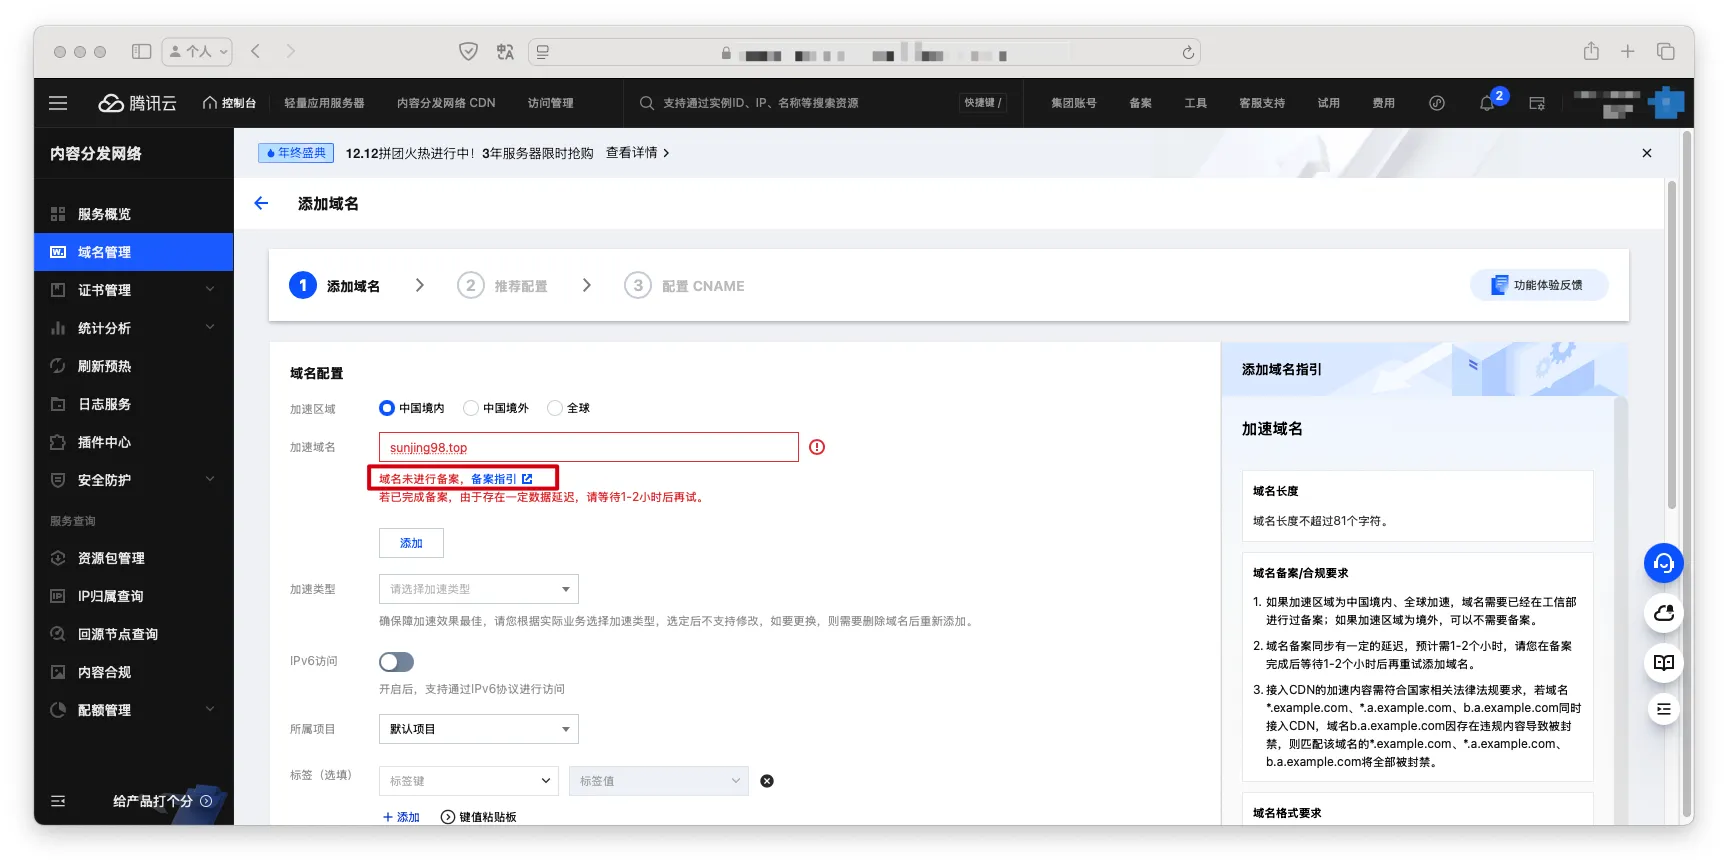 个人
腾讯云
控制台
轻量应用服务器
内容分发网络 CDN
访问管理
支持通过实例ID、IP、名称等搜索资源
快捷键 /
集团账号
备案
工具
客服支持
试用
费用
2
内容分发网络
服务概览
域名管理
证书管理
统计分析
刷新预热
日志服务
插件中心
安全防护
服务查询
资源包管理
IP归属查询
回源节点查询
内容合规
配额管理
给产品打个分
年终盛典
12.12拼团火热进行中！3年服务器限时抢购
查看详情
添加域名
1 添加域名
2 推荐配置
3 配置 CNAME
功能体验反馈
域名配置
加速区域
中国境内
中国境外
全球
加速域名
sunjing98.top
域名未进行备案，备案指引
若已完成备案，由于存在一定数据延迟，请等待1-2小时后再试。
添加
加速类型
请选择加速类型
确保障加速效果最佳，请您根据实际业务选择加速类型，选定后不支持修改，如要更换，则需要删除域名后重新添加。
IPv6访问
开启后，支持通过IPv6协议进行访问
所属项目
默认项目
标签（选填）
标签键
标签值
+ 添加
键值粘贴板
添加域名指引
加速域名
域名长度
域名长度不超过81个字符。
域名备案/合规要求
1. 如果加速区域为中国境内、全球加速，域名需要已经在工信部
进行过备案；如果加速区域为境外，可以不需要备案。
2. 域名备案同步有一定的延迟，预计需1-2个小时，请您在备案
完成后等待1-2个小时后再重试添加域名。
3. 接入CDN的加速内容需符合国家相关法律法规要求，若域名
*.example.com、*.a.example.com、b.a.example.com同时
接入CDN，域名b.a.example.com因存在违规内容导致被封
禁，则匹配该域名的*.example.com、*.a.example.com、
b.a.example.com将全部被封禁。
域名格式要求